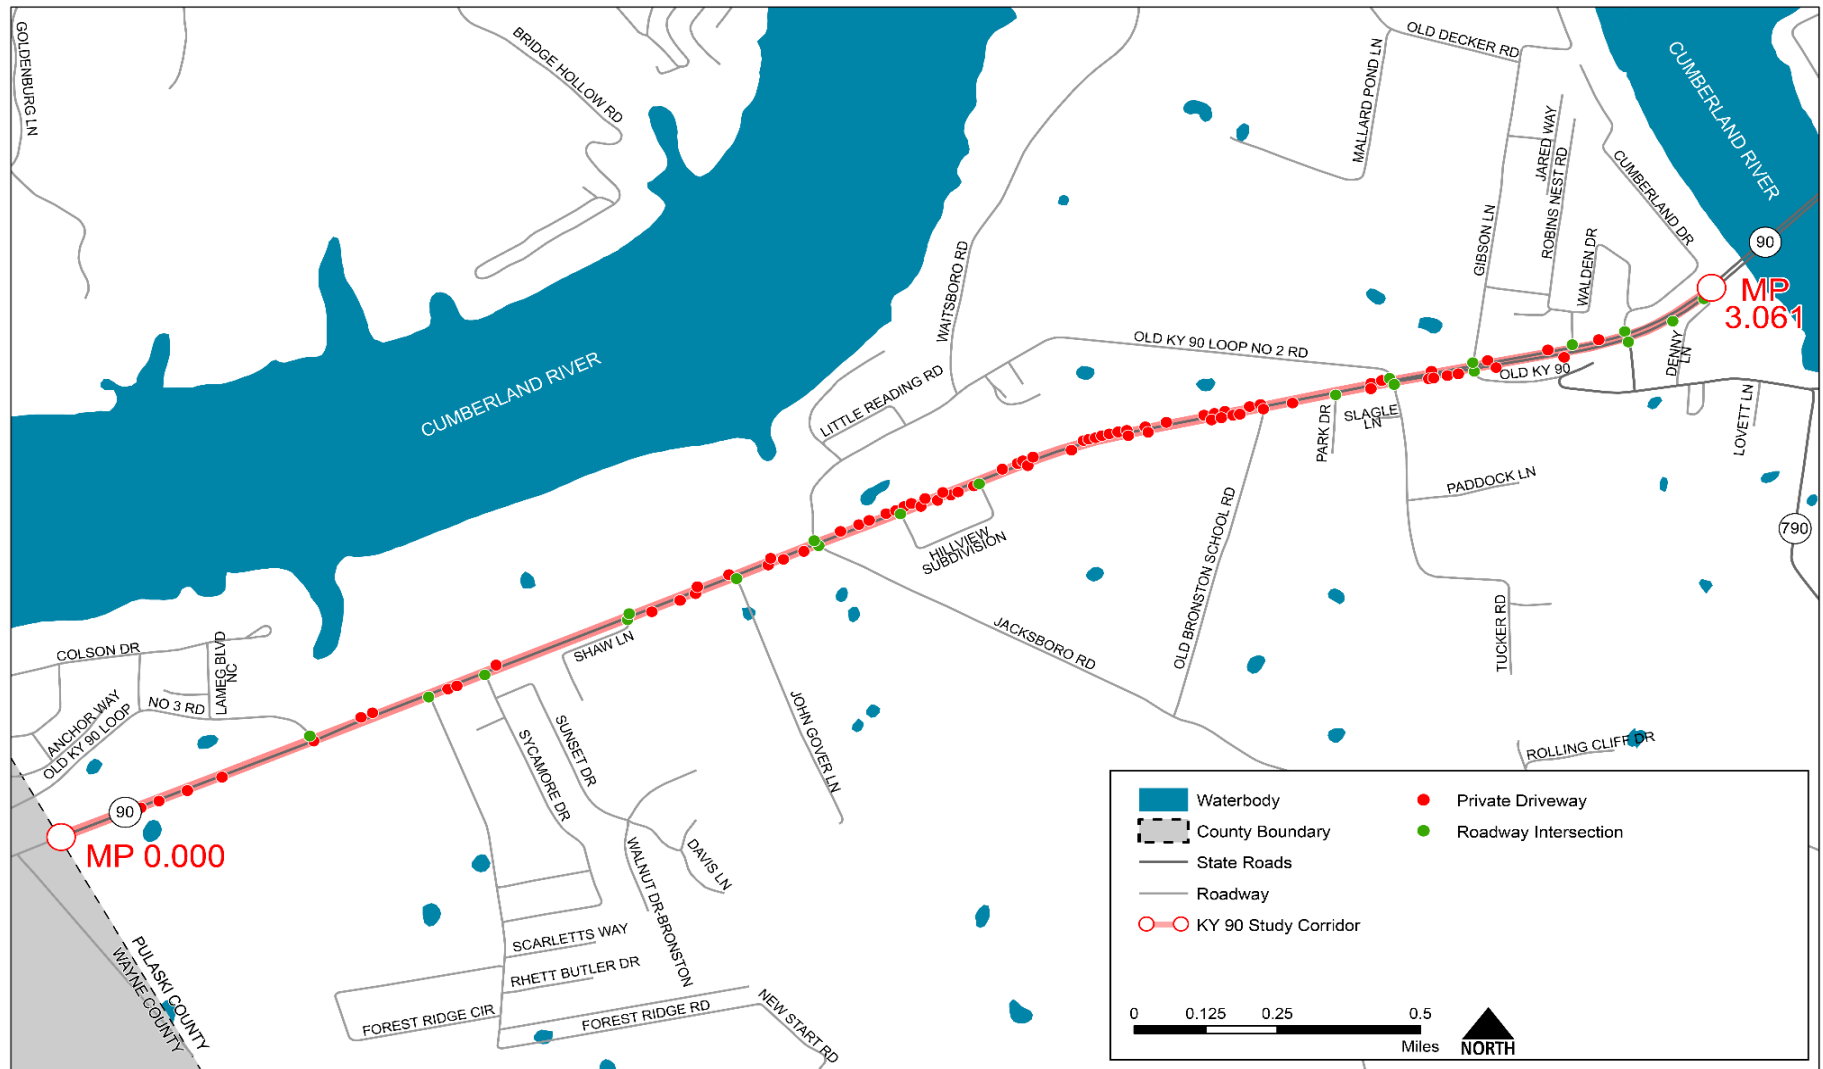 GOLDENBURG LN
BRIDGE HOLLOW RD
OLD DECKER RD
MALLARD POND LN
CUMBERLAND RIVER
JARED WAY
ROBINS NEST RD
CUMBERLAND DR
GIBSON LN
WALDEN DR
90
MP
3.061
WAITSBORO RD
OLD KY 90 LOOP NO 2 RD
DENNY
LN
OLD KY 90
CUMBERLAND RIVER
LITTLE READING RD
PARK DR
SLAGLE
LN
LOVETT LN
PADDOCK LN
OLD BRONSTON SCHOOL RD
790
HILLVIEW
SUBDIVISION
JACKSBORO RD
TUCKER RD
SHAW LN
COLSON DR
LAMEG BLVD
NC
NO 3 RD
ANCHOR WAY
OLD KY 90 LOOP
JOHN GOVER LN
SUNSET DR
SYCAMORE DR
ROLLING CLIFF DR
90
MP 0.000
WALNUT DR-BRONSTON
DAVIS LN
SCARLETTS WAY
RHETT BUTLER DR
FOREST RIDGE CIR
FOREST RIDGE RD
NEW START RD
PULASKI COUNTY
WAYNE COUNTY
Waterbody
County Boundary
State Roads
Roadway
KY 90 Study Corridor
Private Driveway
Roadway Intersection
0 0.125 0.25 0.5
Miles
NORTH